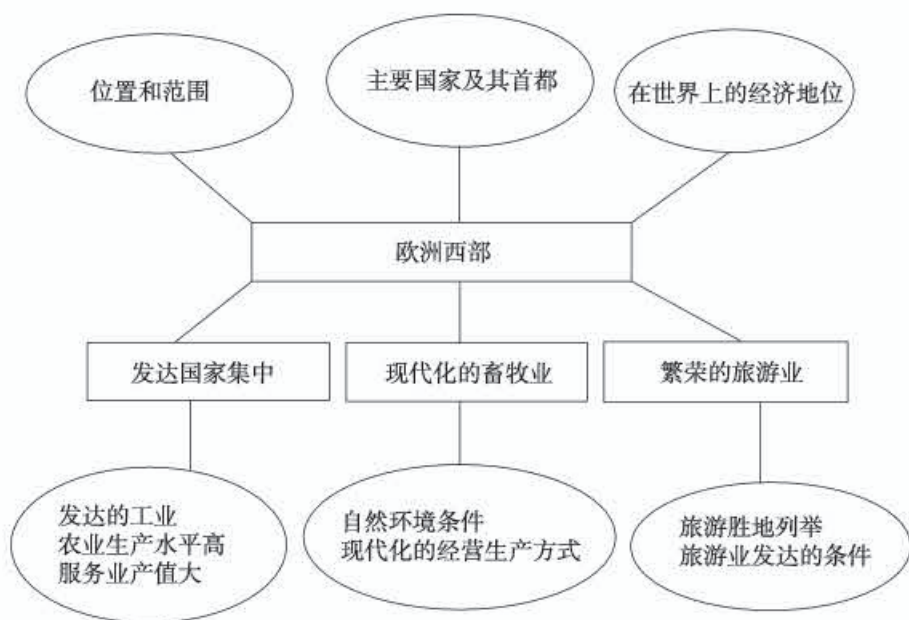 位置和范围
主要国家及其首都
在世界上的经济地位
欧洲西部
发达国家集中
现代化的畜牧业
繁荣的旅游业
发达的工业
农业生产水平高
服务业产值大
自然环境条件
现代化的经营生产方式
旅游胜地列举
旅游业发达的条件